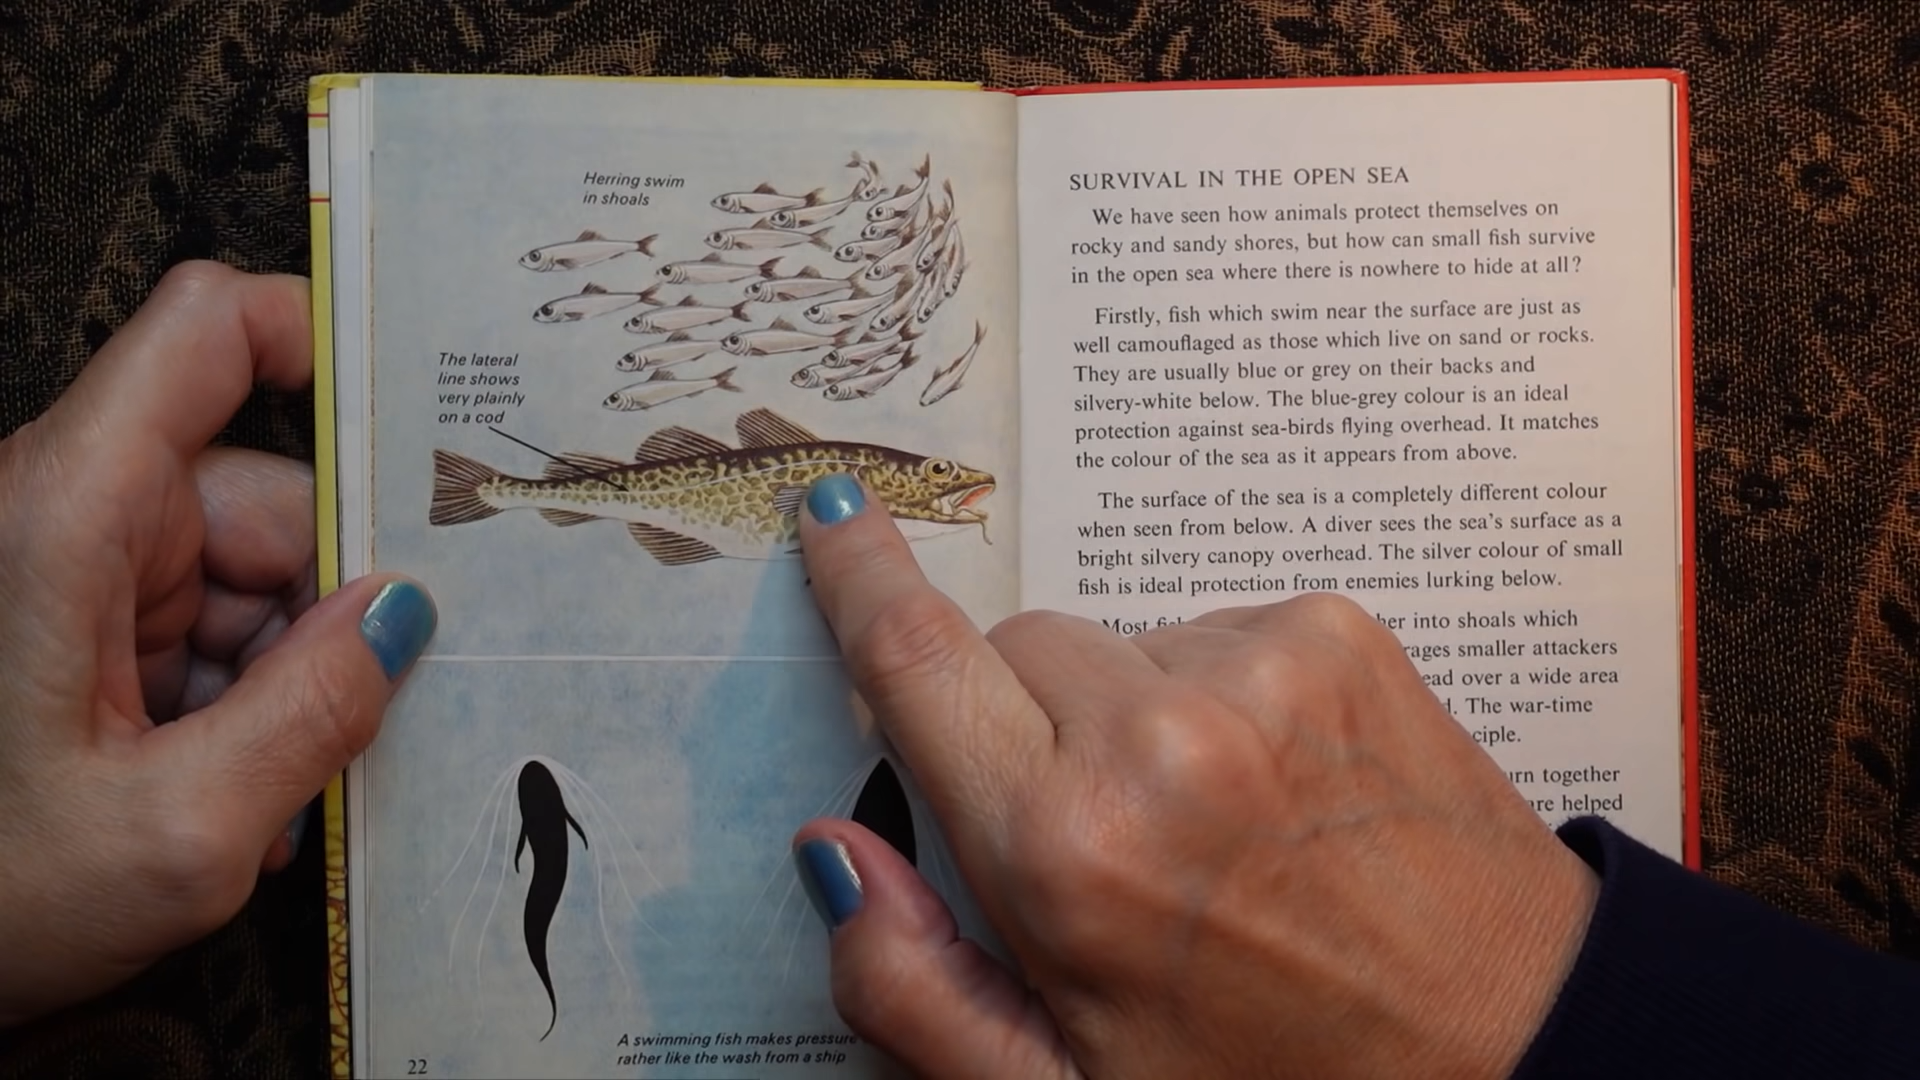 Herring swim
in shoals
The lateral
line shows
very plainly
on a cod
A swimming fish makes pressure
rather like the wash from a ship
22
SURVIVAL IN THE OPEN SEA
We have seen how animals protect themselves on
rocky and sandy shores, but how can small fish survive
in the open sea where there is nowhere to hide at all?
Firstly, fish which swim near the surface are just as
well camouflaged as those which live on sand or rocks.
They are usually blue or grey on their backs and
silvery-white below. The blue-grey colour is an ideal
protection against sea-birds flying overhead. It matches
the colour of the sea as it appears from above.
The surface of the sea is a completely different colour
when seen from below. A diver sees the sea's surface as a
bright silvery canopy overhead. The silver colour of small
fish is ideal protection from enemies lurking below.
Most into shoals which
smaller attackers
over a wide area
The war-time
together
helped